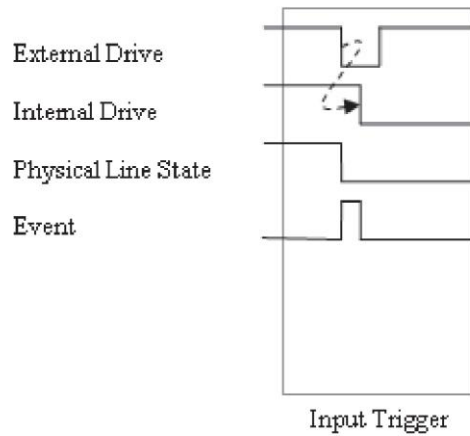 External Drive
Internal Drive
Physical Line State
Event
Input Trigger